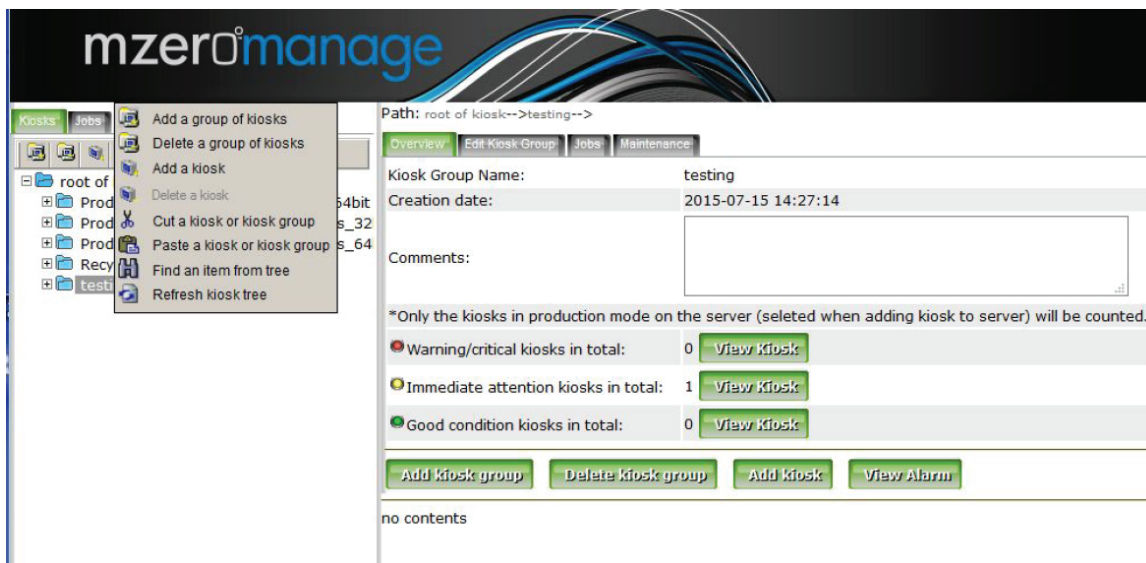 mzero manage
Kiosks Jobs
Add a group of kiosks
Delete a group of kiosks
Add a kiosk
Delete a kiosk
Cut a kiosk or kiosk group
Paste a kiosk or kiosk group
Find an item from tree
Refresh kiosk tree
root of
Prod 64bit
Prod s_32
Prod s_64
Recy
testi
Path: root of kiosk-->testing-->
Overview Edit Kiosk Group Jobs Maintenance
Kiosk Group Name: testing
Creation date: 2015-07-15 14:27:14
Comments:
*Only the kiosks in production mode on the server (seleted when adding kiosk to server) will be counted.
Warning/critical kiosks in total: 0 View Kiosk
Immediate attention kiosks in total: 1 View Kiosk
Good condition kiosks in total: 0 View Kiosk
Add kiosk group Delete kiosk group Add kiosk View Alarm
no contents